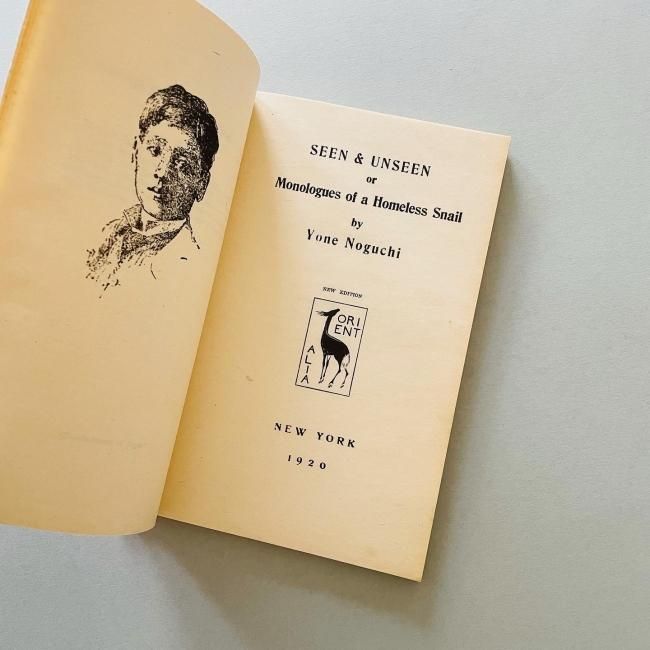 SEEN & UNSEEN
or
Monologues of a Homeless Snail
by
Yone Noguchi
NEW EDITION
ORI
ENT
ALIA
NEW YORK
1920